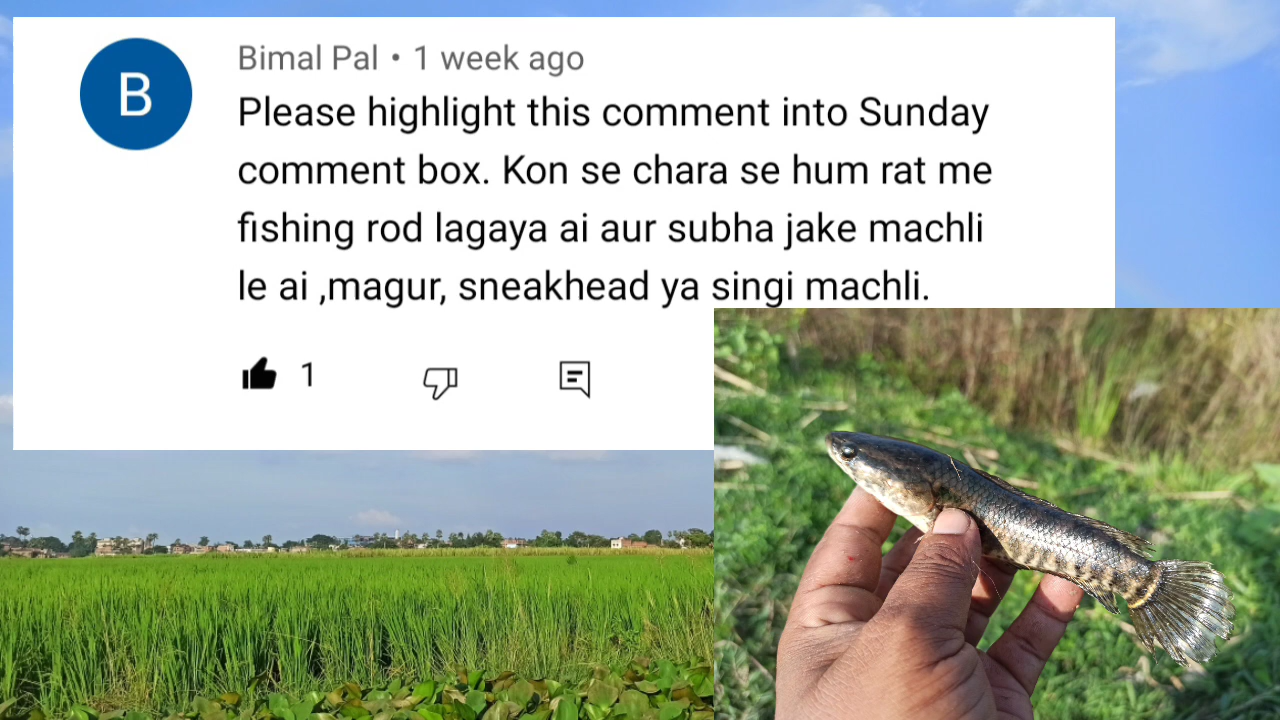 B
Bimal Pal • 1 week ago
Please highlight this comment into Sunday
comment box. Kon se chara se hum rat me
fishing rod lagaya ai aur subha jake machli
le ai ,magur, sneakhead ya singi machli.
1